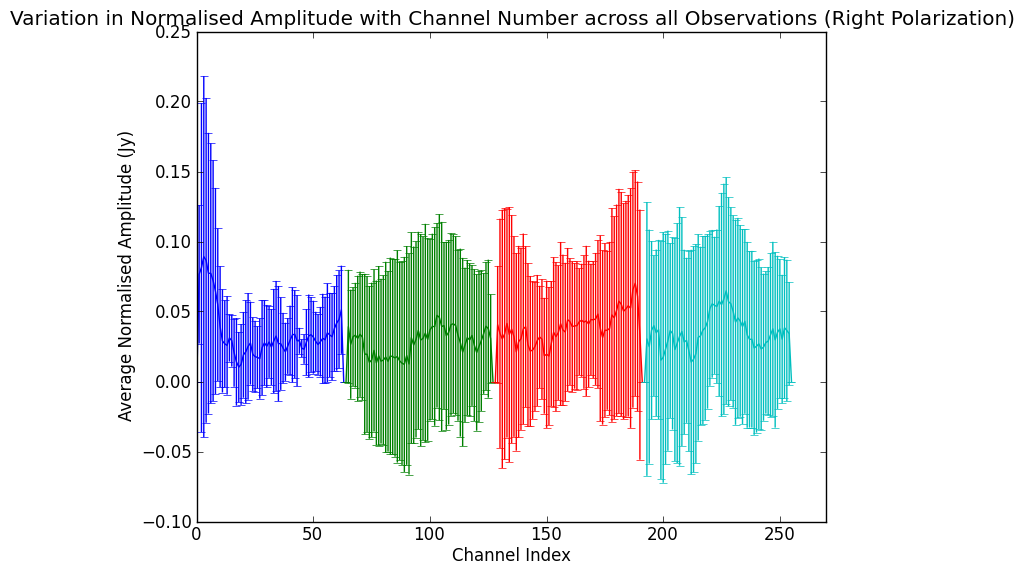 Variation in Normalised Amplitude with Channel Number across all Observations (Right Polarization)
0.25
0.20
0.15
0.10
0.05
0.00
−0.05
−0.10
Average Normalised Amplitude (Jy)
0 50 100 150 200 250
Channel Index